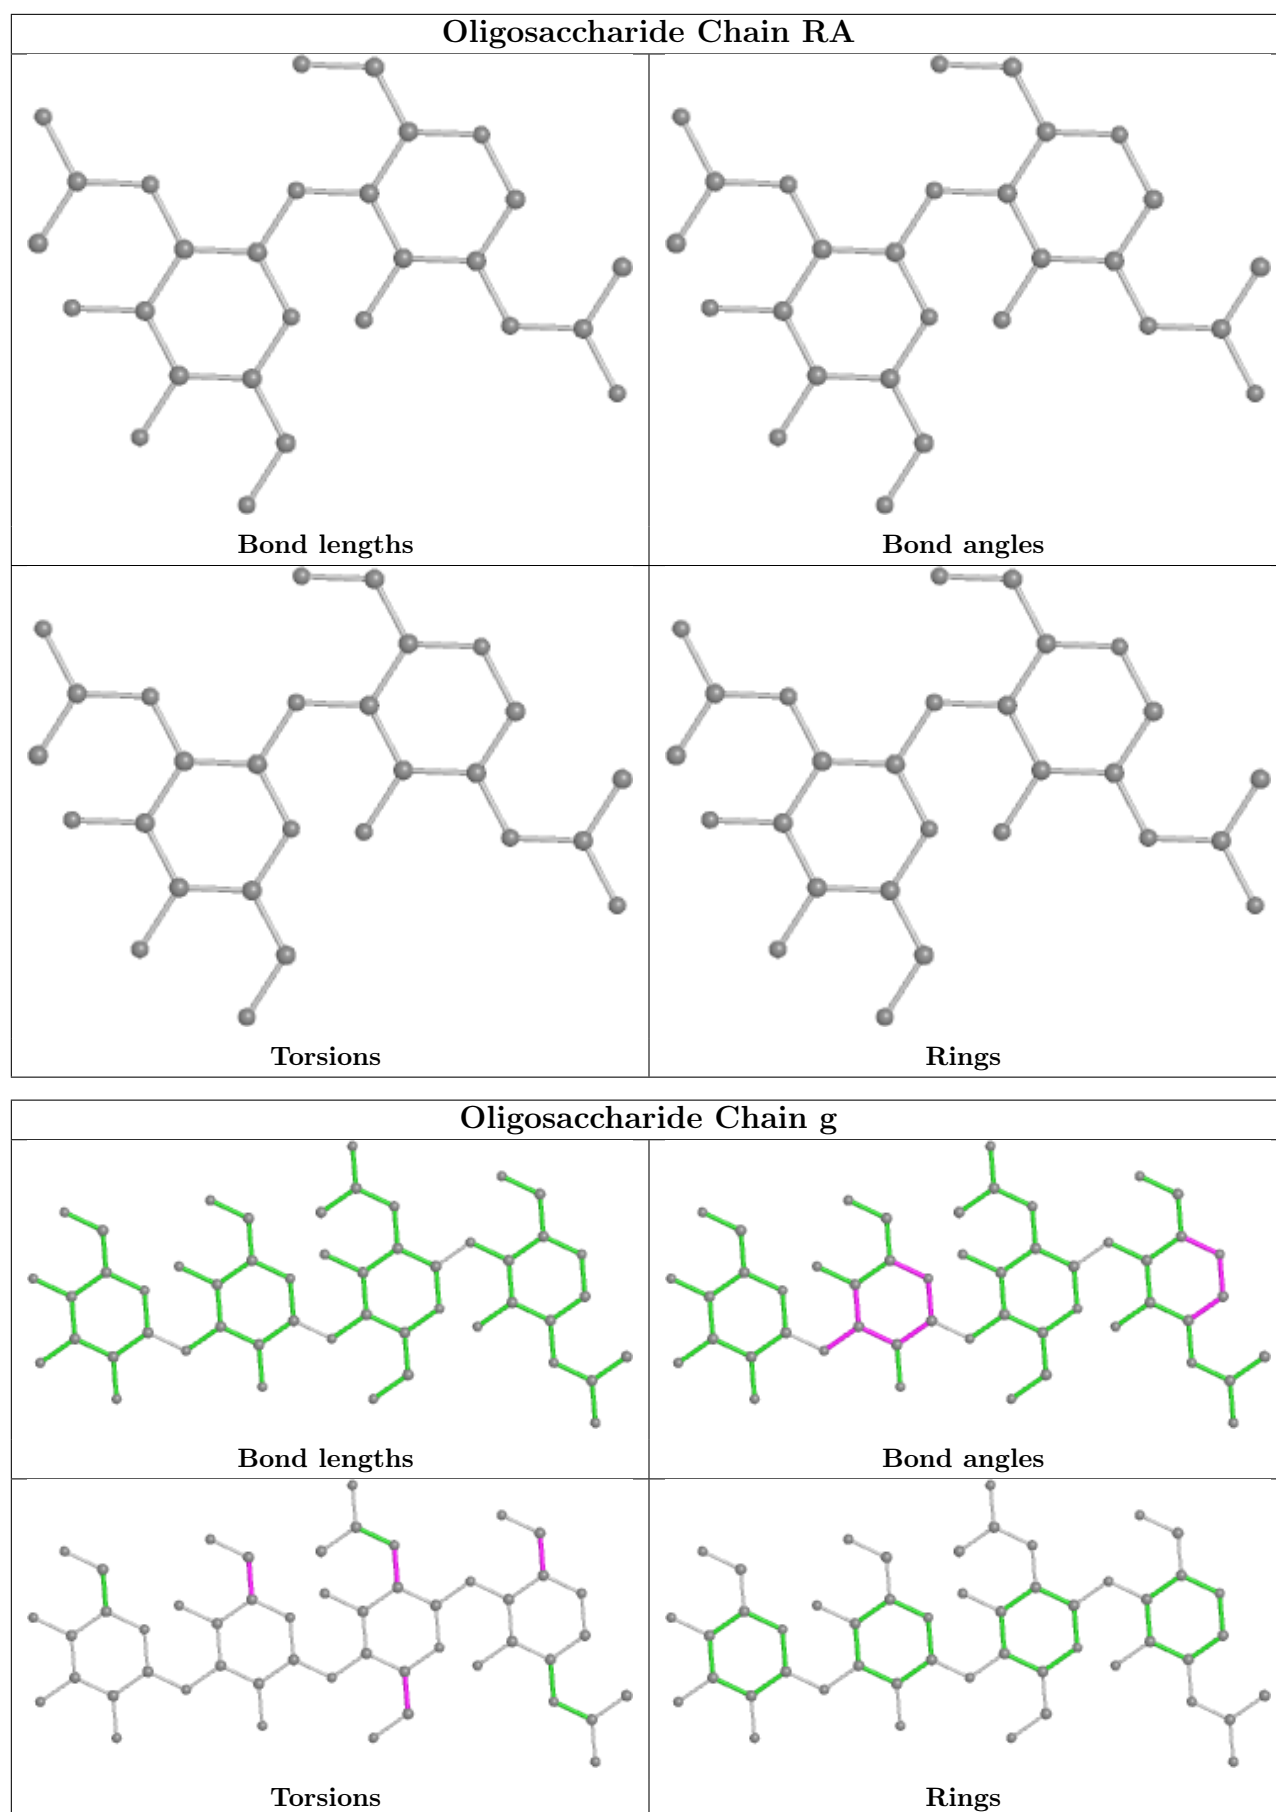 Oligosaccharide Chain RA
Bond lengths
Bond angles
Torsions
Rings
Oligosaccharide Chain g
Bond lengths
Bond angles
Torsions
Rings